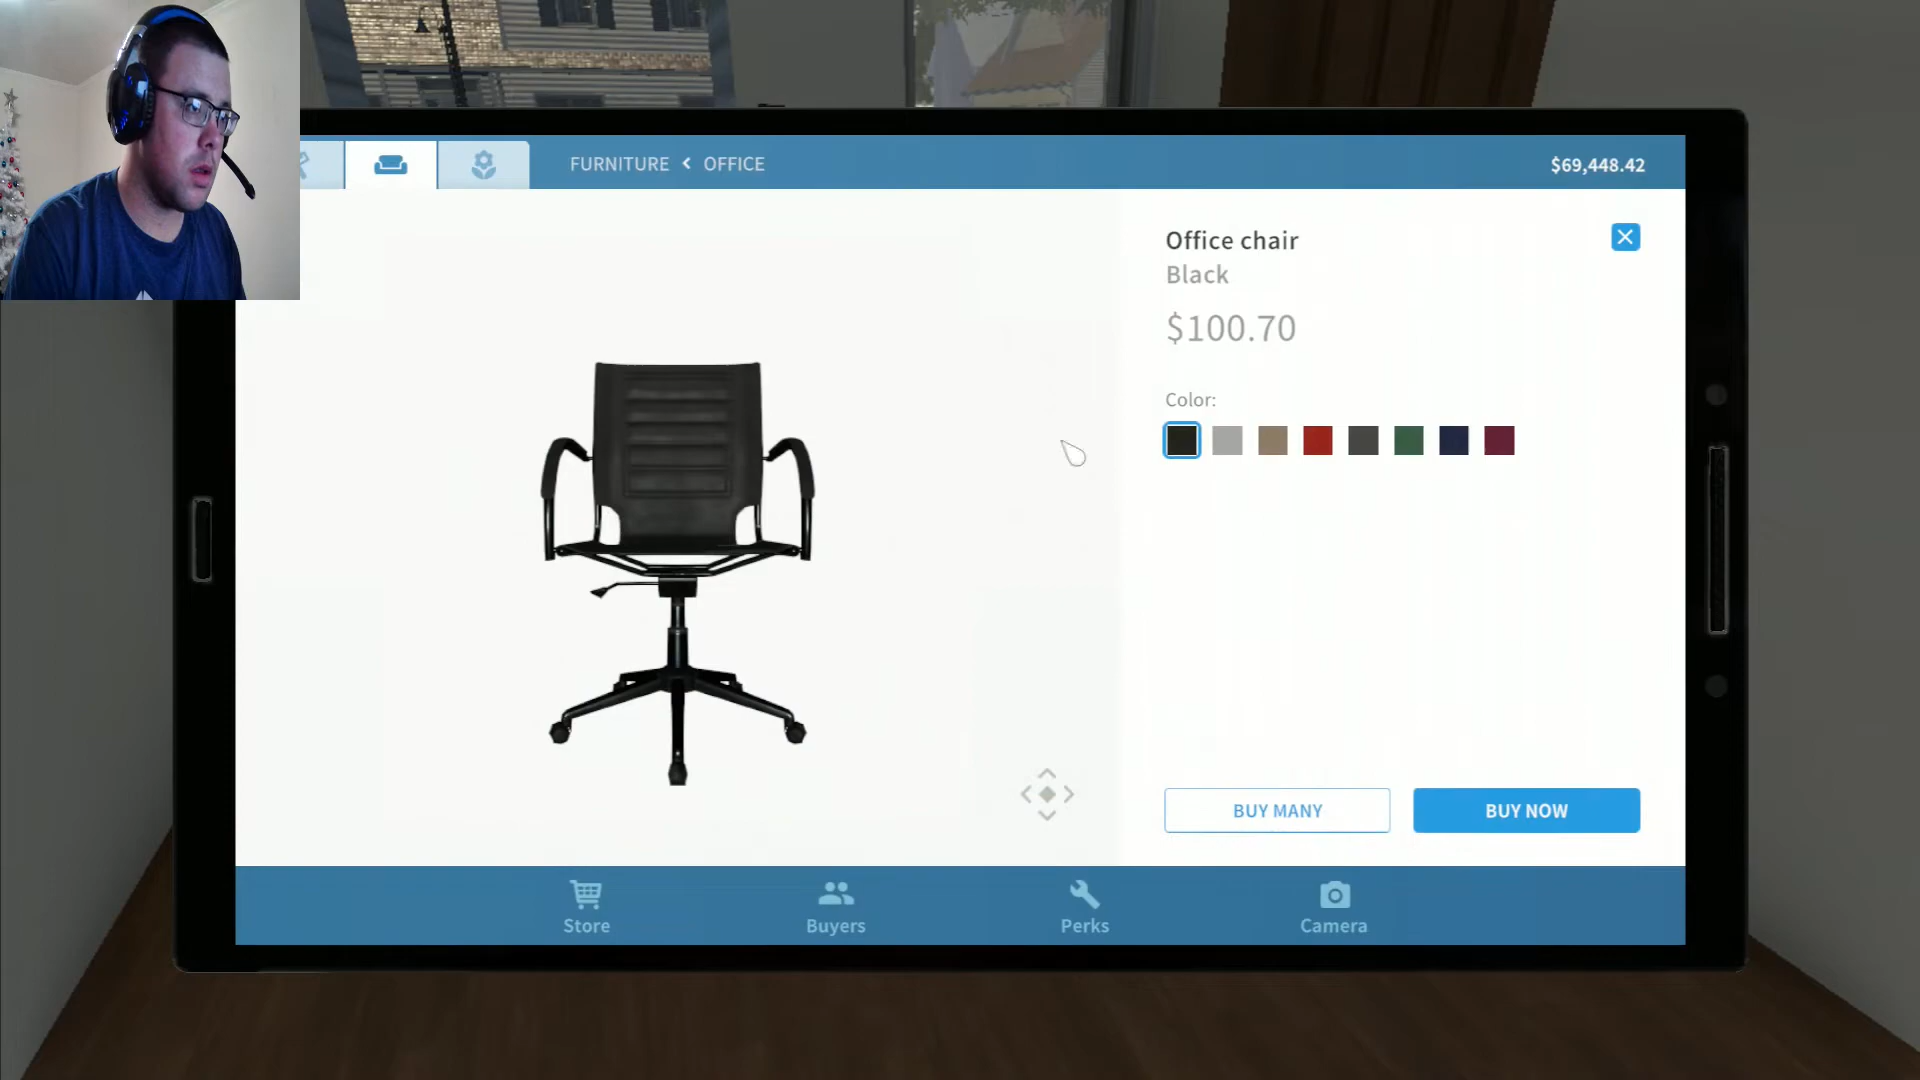 FURNITURE < OFFICE
$69,448.42
Office chair
Black
$100.70
Color:
BUY MANY
BUY NOW
Store
Buyers
Perks
Camera